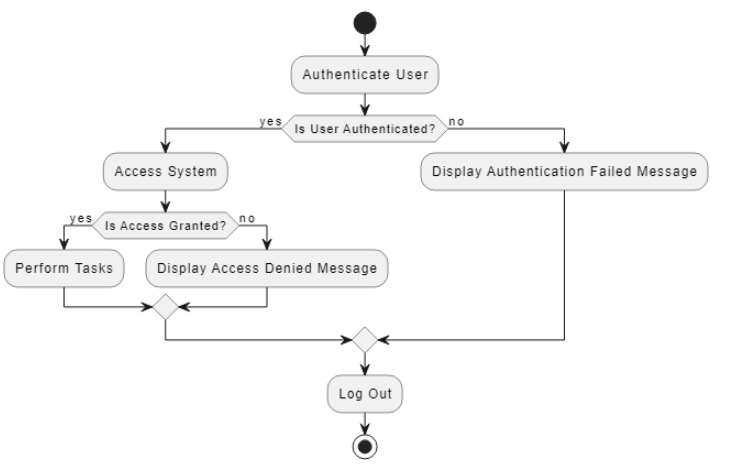 Authenticate User
yes
Is User Authenticated?
no
Access System
Display Authentication Failed Message
yes
Is Access Granted?
no
Perform Tasks
Display Access Denied Message
Log Out